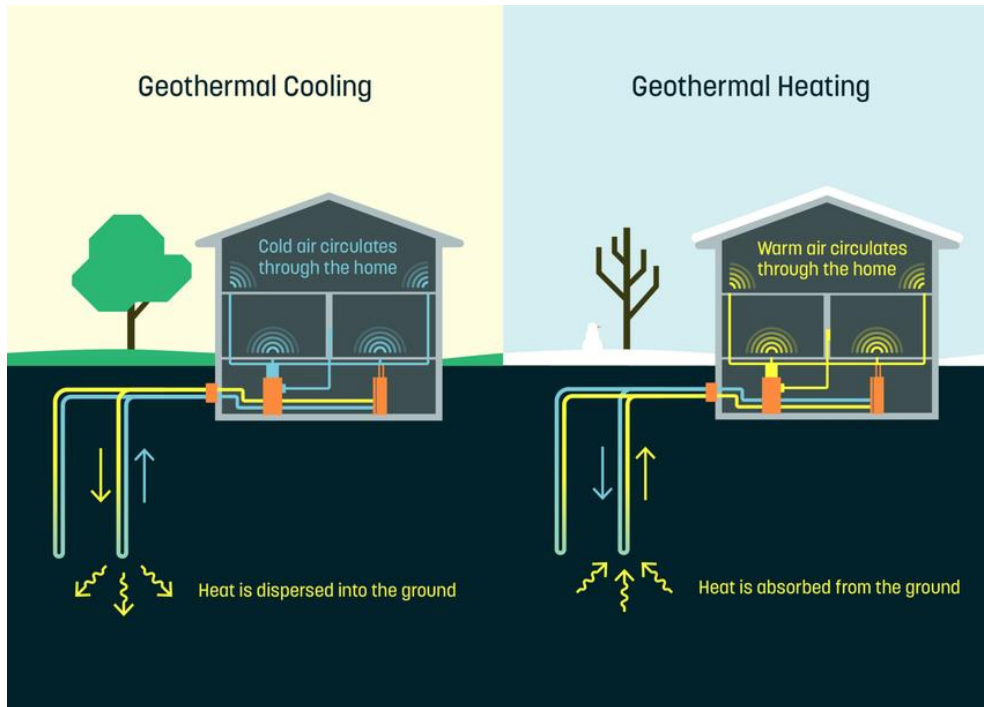 Geothermal Cooling
Cold air circulates
through the home
Heat is dispersed into the ground
Geothermal Heating
Warm air circulates
through the home
Heat is absorbed from the ground